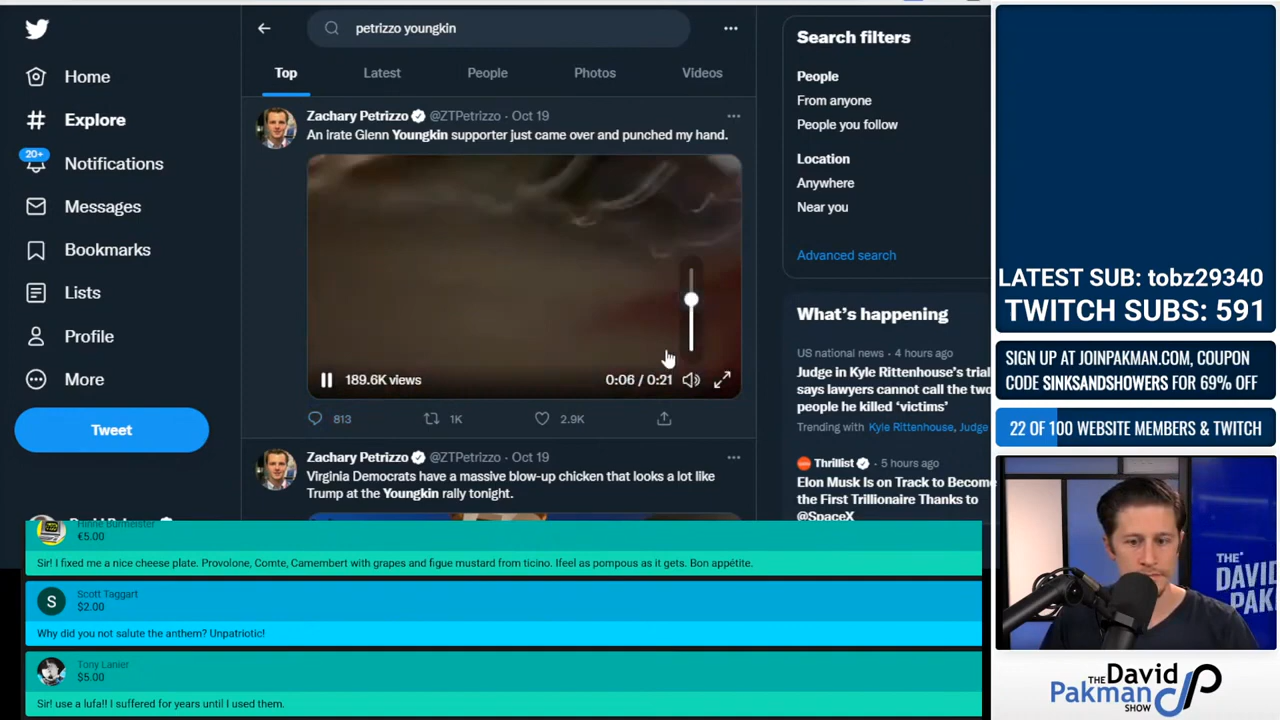 petrizzo youngkin
Top
Latest
People
Photos
Videos
Home
Explore
20+
Notifications
Messages
Bookmarks
Lists
Profile
More
Tweet
Zachary Petrizzo @ZTPetrizzo · Oct 19
An irate Glenn Youngkin supporter just came over and punched my hand.
189.6K views
0:06 / 0:21
813
1K
2.9K
Zachary Petrizzo @ZTPetrizzo · Oct 19
Virginia Democrats have a massive blow-up chicken that looks a lot like
Trump at the Youngkin rally tonight.
Search filters
People
From anyone
People you follow
Location
Anywhere
Near you
Advanced search
What's happening
US national news · 4 hours ago
Judge in Kyle Rittenhouse's trial
says lawyers cannot call the two
people he killed 'victims'
Trending with Kyle Rittenhouse, Judge
Thrillist · 5 hours ago
Elon Musk Is on Track to Become
the First Trillionaire Thanks to
@SpaceX
LATEST SUB: tobz29340
TWITCH SUBS: 591
SIGN UP AT JOINPAKMAN.COM, COUPON
CODE SINKSANDSHOWERS FOR 69% OFF
22 OF 100 WEBSITE MEMBERS & TWITCH
THE
DAVID
PAK
THE David
Pakman
SHOW
€5.00
Sir! I fixed me a nice cheese plate. Provolone, Comte, Camembert with grapes and figue mustard from ticino. Ifeel as pompous as it gets. Bon appétite.
S
Scott Taggart
$2.00
Why did you not salute the anthem? Unpatriotic!
Tony Lanier
$5.00
Sir! use a lufa!! I suffered for years until I used them.